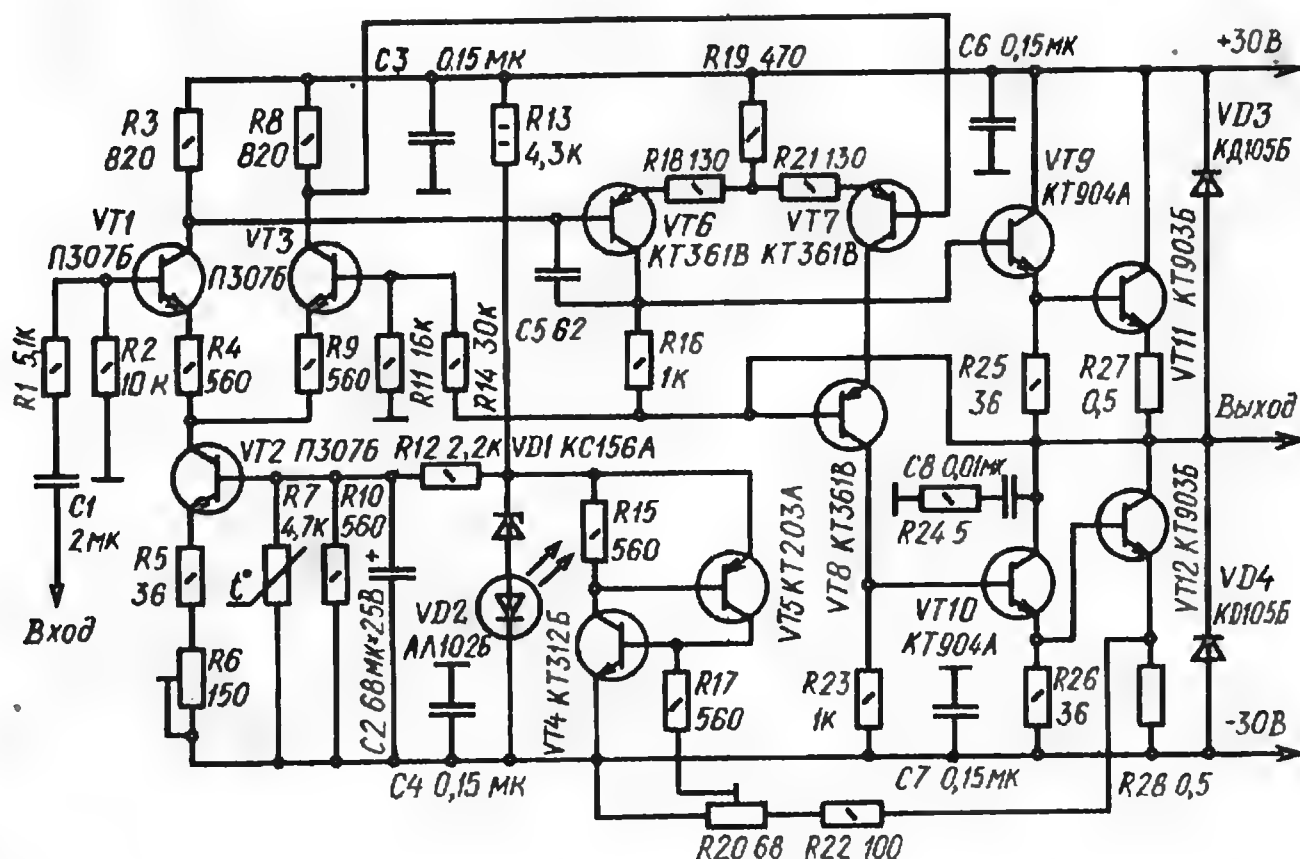 C3 0,15 мк
R19 470
C6 0,15 мк
+30В
R3
820
R8
820
R13
4,3к
R18 130
R21 130
VT9
КТ904А
VD3
КД105Б
VT1
П307Б
VT3
П307Б
VT6
КТ361В
VT7
КТ361В
VT11 КТ903Б
C5 62
R1 5,1к
R2
10 к
R4
560
R9
560
R11 16к
R14 30к
R16
1к
R25
36
R27
0,5
Выход
VT2 П307Б
R12 2,2к
VD1 КС156А
C8 0,01мк
R24 5
C1
2мк
R7
4,7к
t°
R10
560
+
C2 68мк×25В
R15
560
VT5 КТ203А
VT8 КТ361В
VT12 КТ903Б
R5
36
Вход
VD2
АЛ102Б
VT4 КТ312Б
VT10
КТ904А
VD4
КD105Б
R6
150
R17
560
R23
1к
R26
36
-30В
C4 0,15 мк
C7 0,15мк
R28 0,5
R20 68
R22 100